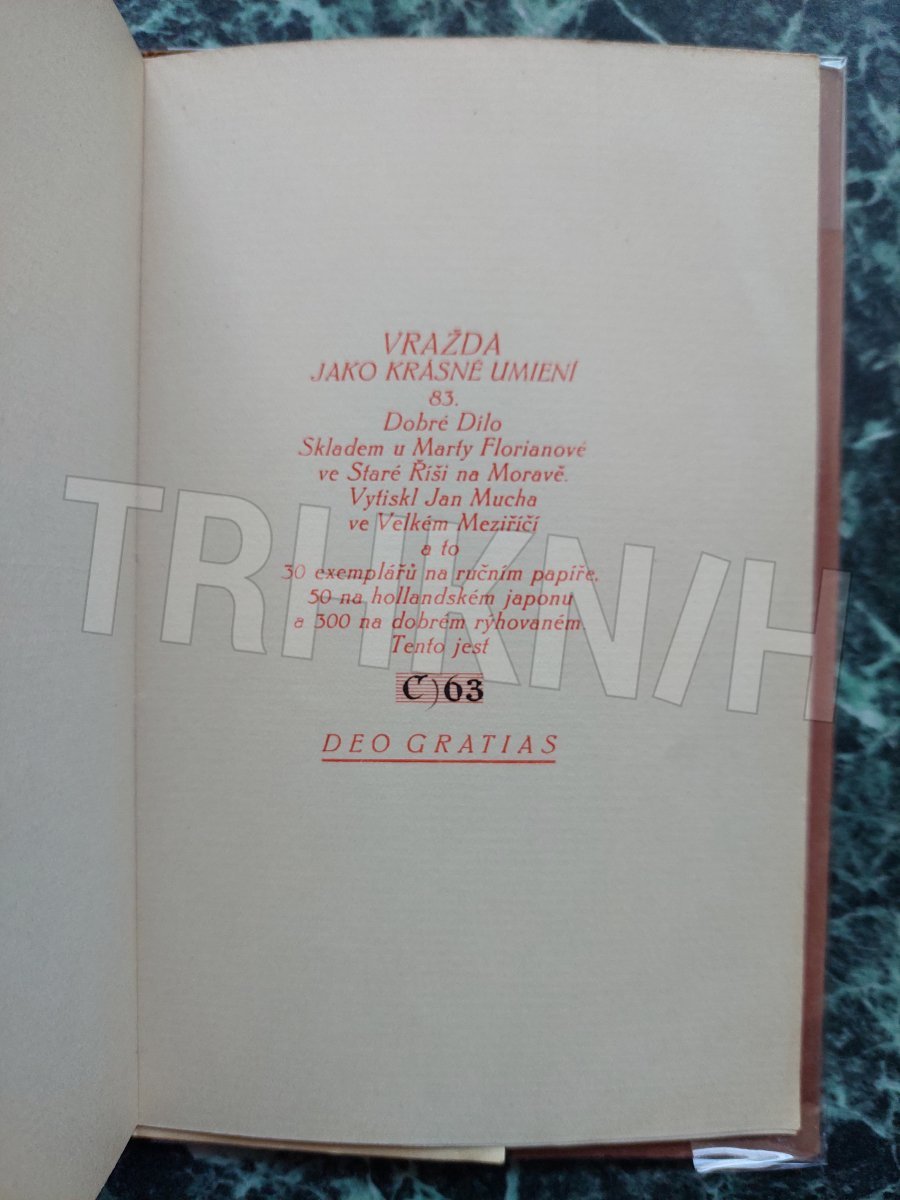 VRAŽDA
JAKO KRÁSNÉ UMIENÍ
83.
Dobré Dílo
Skladem u Marty Florianové
ve Staré Říši na Moravě.
Vytiskl Jan Mucha
ve Velkém Meziříčí
a to
30 exemplářů na ručním papíře,
50 na hollandském japonu
a 300 na dobrém rýhovaném.
Tento jest
Č) 63
DEO GRATIAS
TRHKN/H